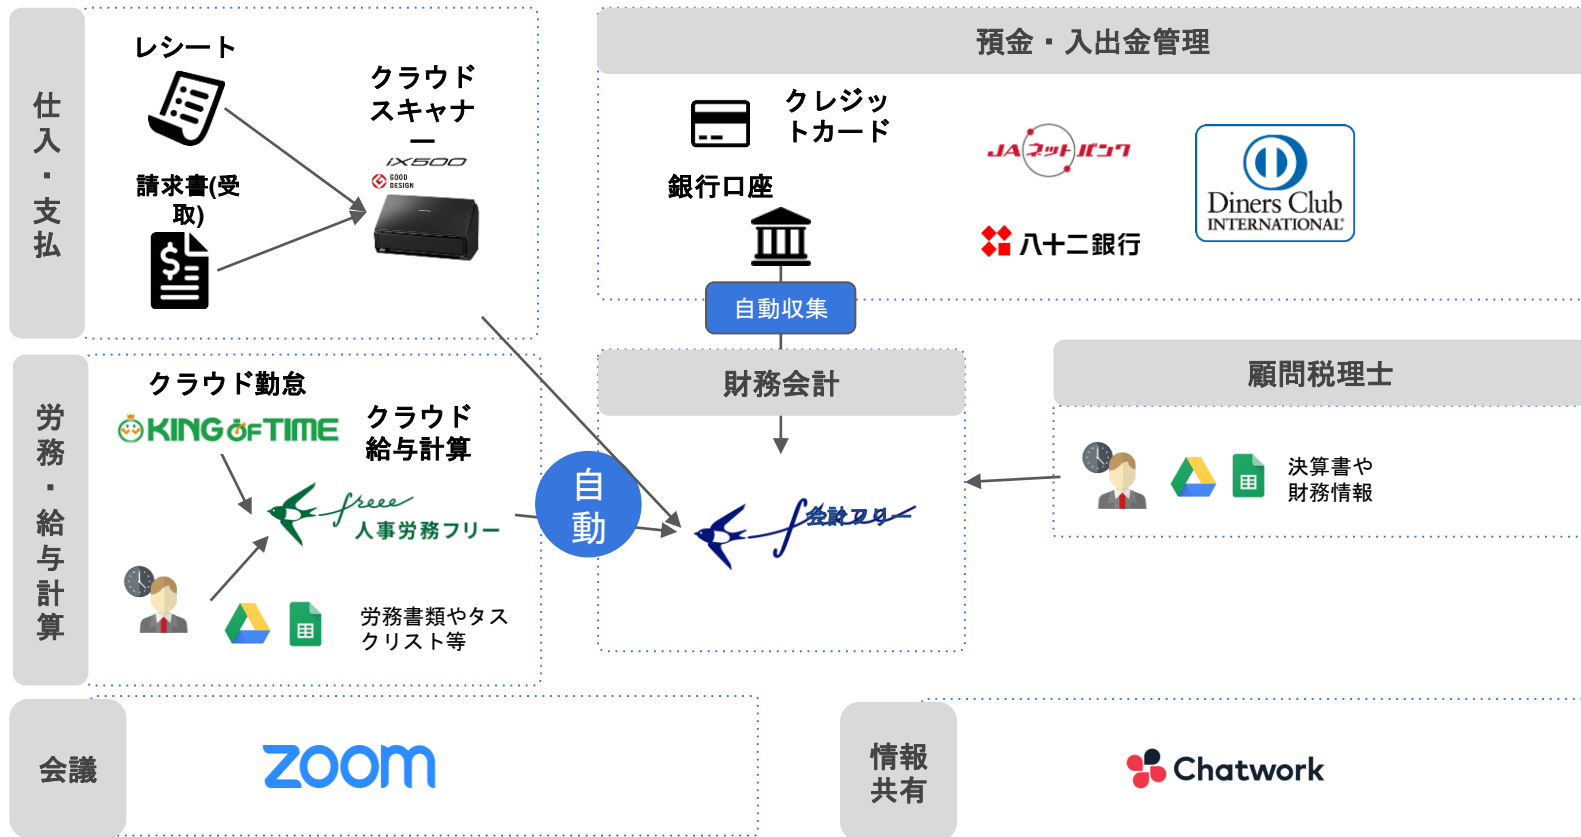 仕入・支払
レシート
請求書(受
取)
クラウド
スキャナ
ー
iX500
GOOD
DESIGN
預金・入出金管理
クレジッ
トカード
銀行口座
JAネットバンク
八十二銀行
Diners Club
INTERNATIONAL®
自動収集
労務・給与計算
クラウド勤怠
KING OF TIME
クラウド
給与計算
freee
人事労務フリー
労務書類やタス
クリスト等
自
動
財務会計
freee
会計フリー
顧問税理士
決算書や
財務情報
会議
zoom
情報
共有
Chatwork